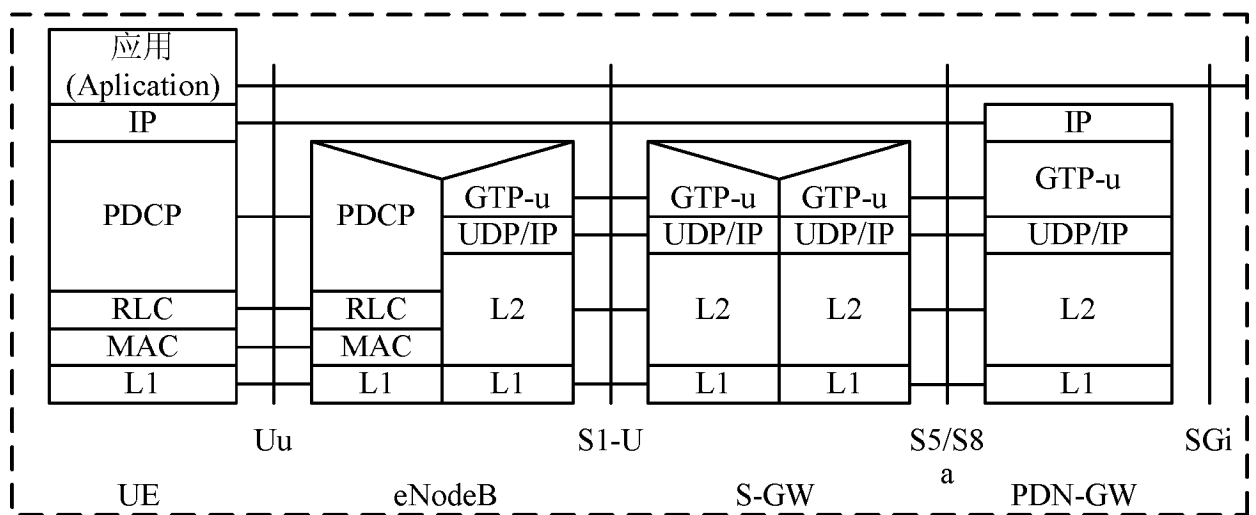 应用
(Aplication)
IP
IP
PDCP
PDCP
GTP-u
GTP-u
GTP-u
GTP-u
UDP/IP
UDP/IP
UDP/IP
UDP/IP
RLC
RLC
L2
L2
L2
L2
MAC
MAC
L1
L1
L1
L1
L1
L1
Uu
S1-U
S5/S8
a
SGi
UE
eNodeB
S-GW
PDN-GW